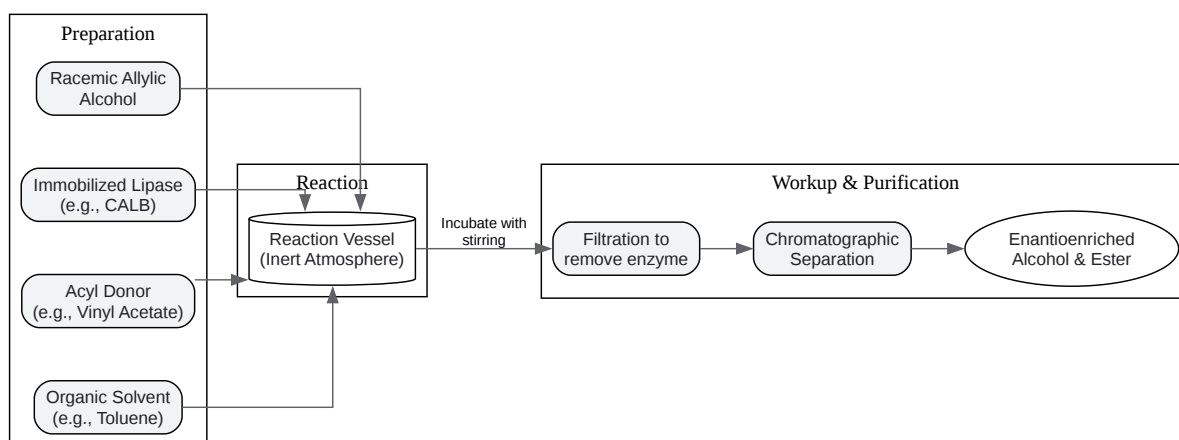 Preparation
Racemic Allylic
Alcohol
Immobilized Lipase
(e.g., CALB)
Acyl Donor
(e.g., Vinyl Acetate)
Organic Solvent
(e.g., Toluene)
Reaction
Reaction Vessel
(Inert Atmosphere)
Incubate with
stirring
Workup & Purification
Filtration to
remove enzyme
Chromatographic
Separation
Enantioenriched
Alcohol & Ester